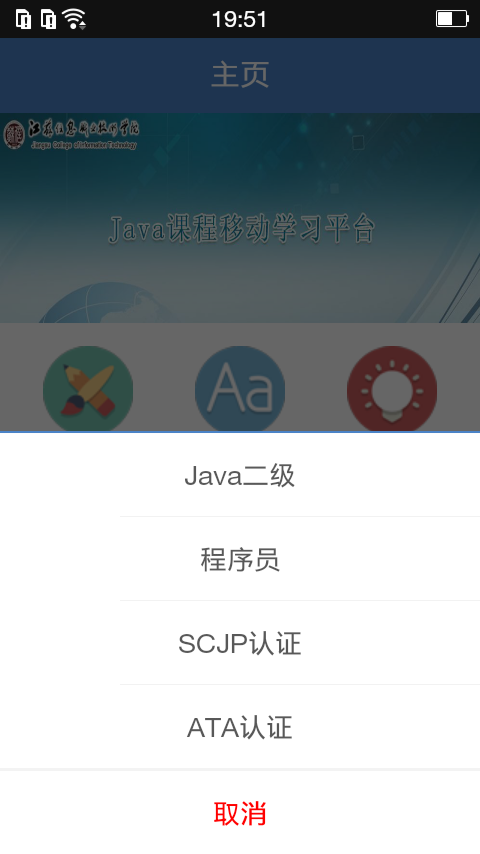 19:51
主页
江苏信息职业技术学院
Jiangsu College of Information Technology
Java课程移动学习平台
Aa
Java二级
程序员
SCJP认证
ATA认证
取消